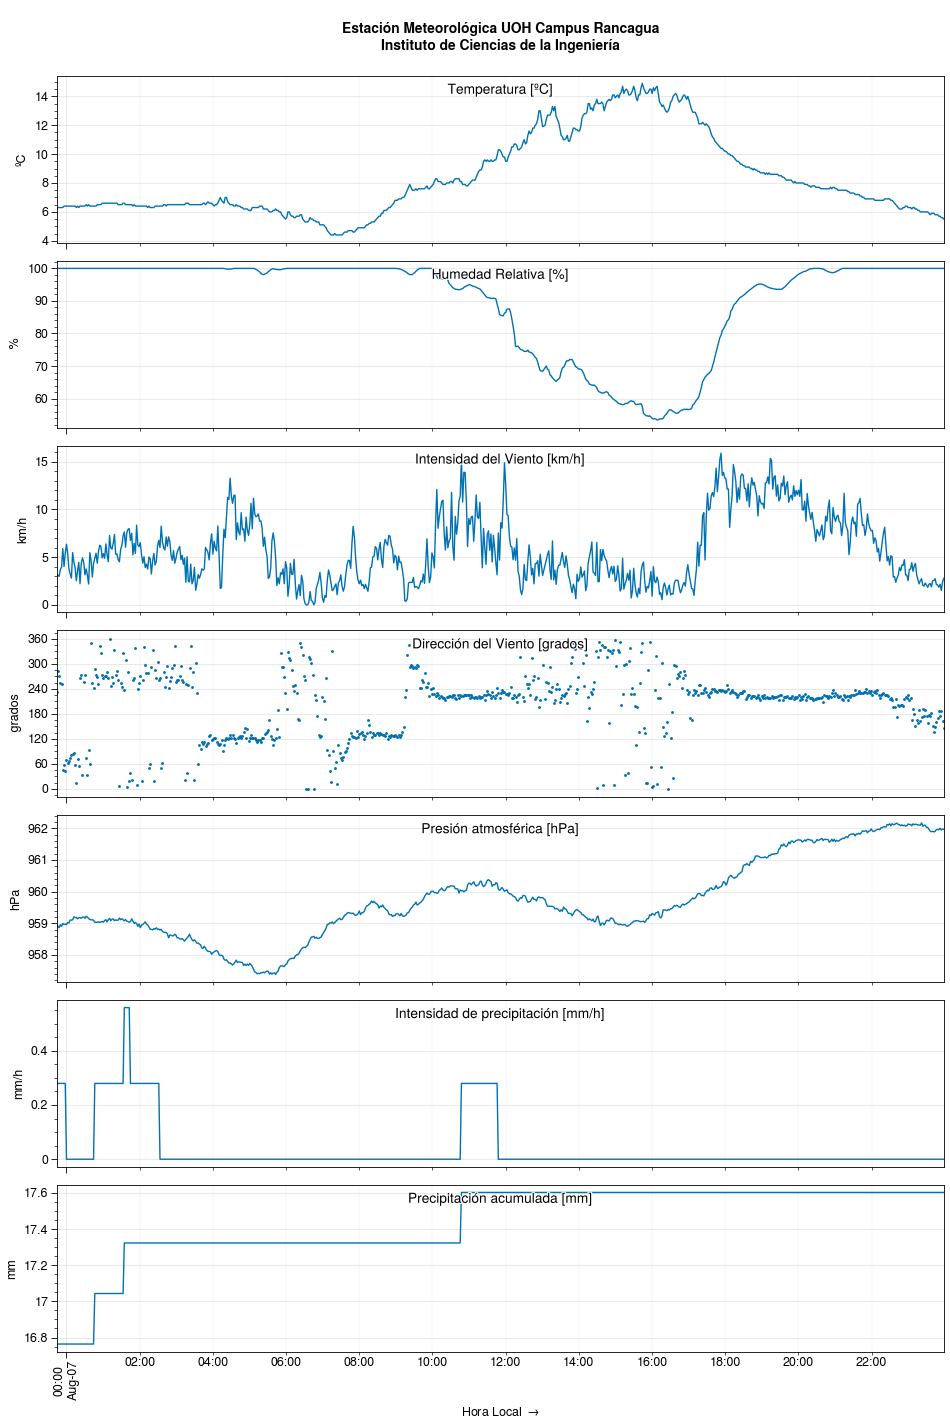 Estación Meteorológica UOH Campus Rancagua
Instituto de Ciencias de la Ingeniería
Temperatura [ºC]
ºC
14
12
10
8
6
4
Humedad Relativa [%]
%
100
90
80
70
60
Intensidad del Viento [km/h]
km/h
15
10
5
0
Dirección del Viento [grados]
grados
360
300
240
180
120
60
0
Presión atmosférica [hPa]
hPa
962
961
960
959
958
Intensidad de precipitación [mm/h]
mm/h
0.4
0.2
0
Precipitación acumulada [mm]
mm
17.6
17.4
17.2
17
16.8
00:00
Aug-07
02:00
04:00
06:00
08:00
10:00
12:00
14:00
16:00
18:00
20:00
22:00
Hora Local →